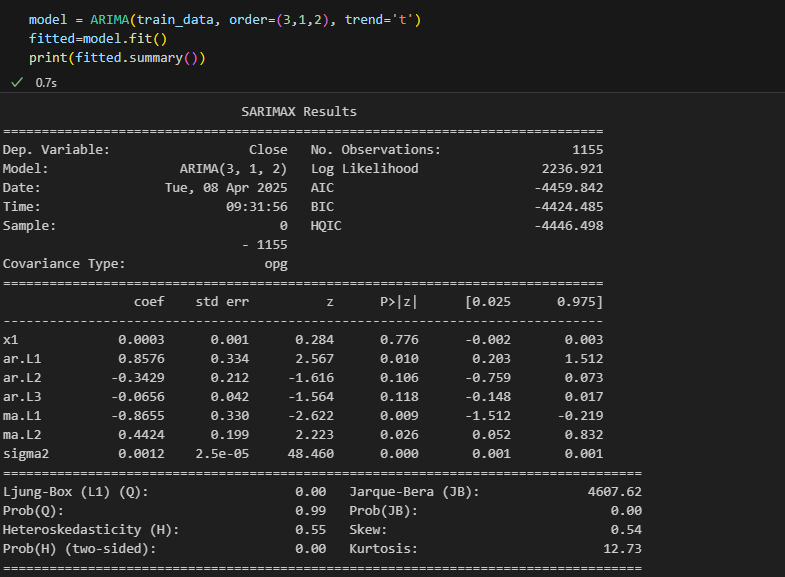 model = ARIMA(train_data, order=(3,1,2), trend='t')
fitted=model.fit()
print(fitted.summary())
✓ 0.7s
                               SARIMAX Results
==============================================================================
Dep. Variable:                  Close   No. Observations:                 1155
Model:                 ARIMA(3, 1, 2)   Log Likelihood                2236.921
Date:                Tue, 08 Apr 2025   AIC                          -4459.842
Time:                        09:31:56   BIC                          -4424.485
Sample:                             0   HQIC                         -4446.498
                               - 1155
Covariance Type:                  opg
==============================================================================
                 coef    std err          z      P>|z|      [0.025      0.975]
------------------------------------------------------------------------------
x1             0.0003      0.001      0.284      0.776      -0.002       0.003
ar.L1          0.8576      0.334      2.567      0.010       0.203       1.512
ar.L2         -0.3429      0.212     -1.616      0.106      -0.759       0.073
ar.L3         -0.0656      0.042     -1.564      0.118      -0.148       0.017
ma.L1         -0.8655      0.330     -2.622      0.009      -1.512      -0.219
ma.L2          0.4424      0.199      2.223      0.026       0.052       0.832
sigma2         0.0012    2.5e-05     48.460      0.000       0.001       0.001
===================================================================================
Ljung-Box (L1) (Q):                   0.00   Jarque-Bera (JB):              4607.62
Prob(Q):                              0.99   Prob(JB):                         0.00
Heteroskedasticity (H):               0.55   Skew:                             0.54
Prob(H) (two-sided):                  0.00   Kurtosis:                        12.73
===================================================================================